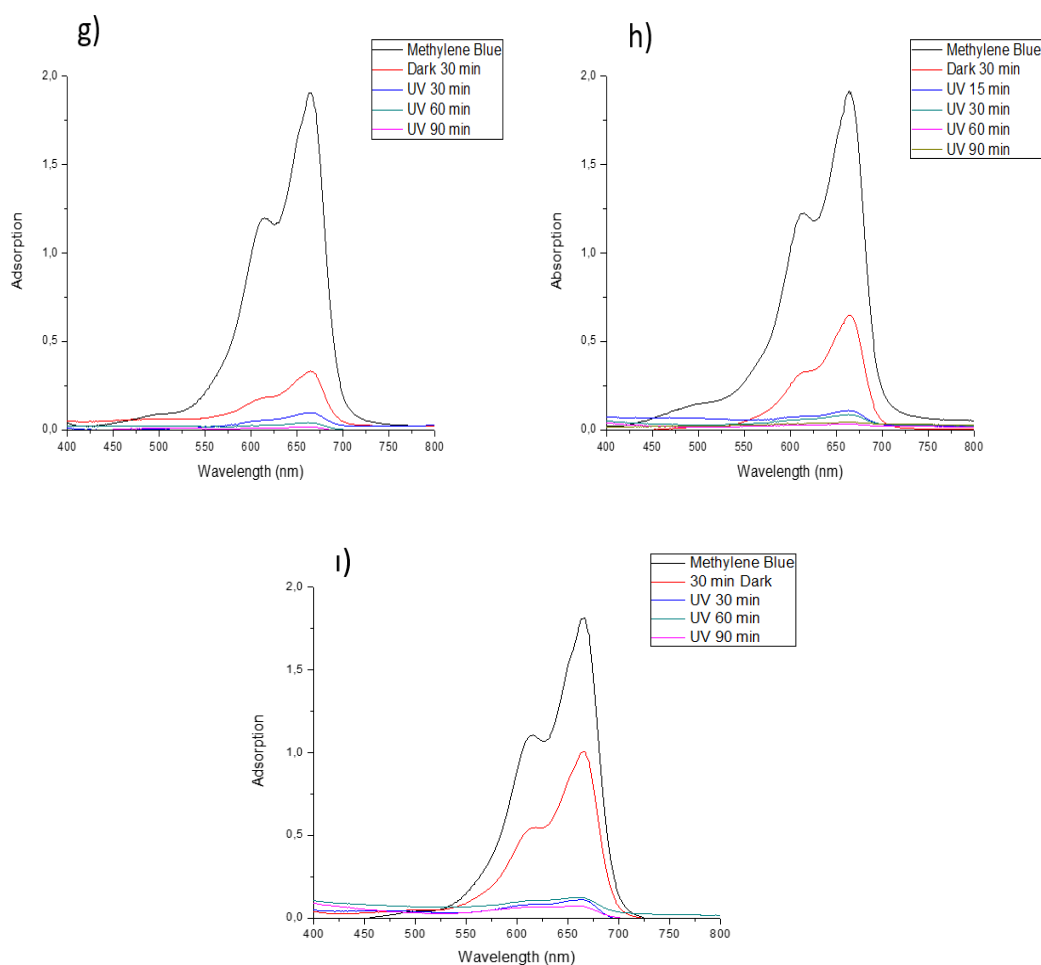 g)
Methylene Blue
Dark 30 min
UV 30 min
UV 60 min
UV 90 min
2,0
1,5
1,0
0,5
0,0
Adsorption
400 450 500 550 600 650 700 750 800
Wavelength (nm)
h)
Methylene Blue
Dark 30 min
UV 15 min
UV 30 min
UV 60 min
UV 90 min
2,0
1,5
1,0
0,5
0,0
Absorption
400 450 500 550 600 650 700 750 800
Wavelength (nm)
ı)
Methylene Blue
30 min Dark
UV 30 min
UV 60 min
UV 90 min
2,0
1,5
1,0
0,5
0,0
Adsorption
400 450 500 550 600 650 700 750 800
Wavelength (nm)